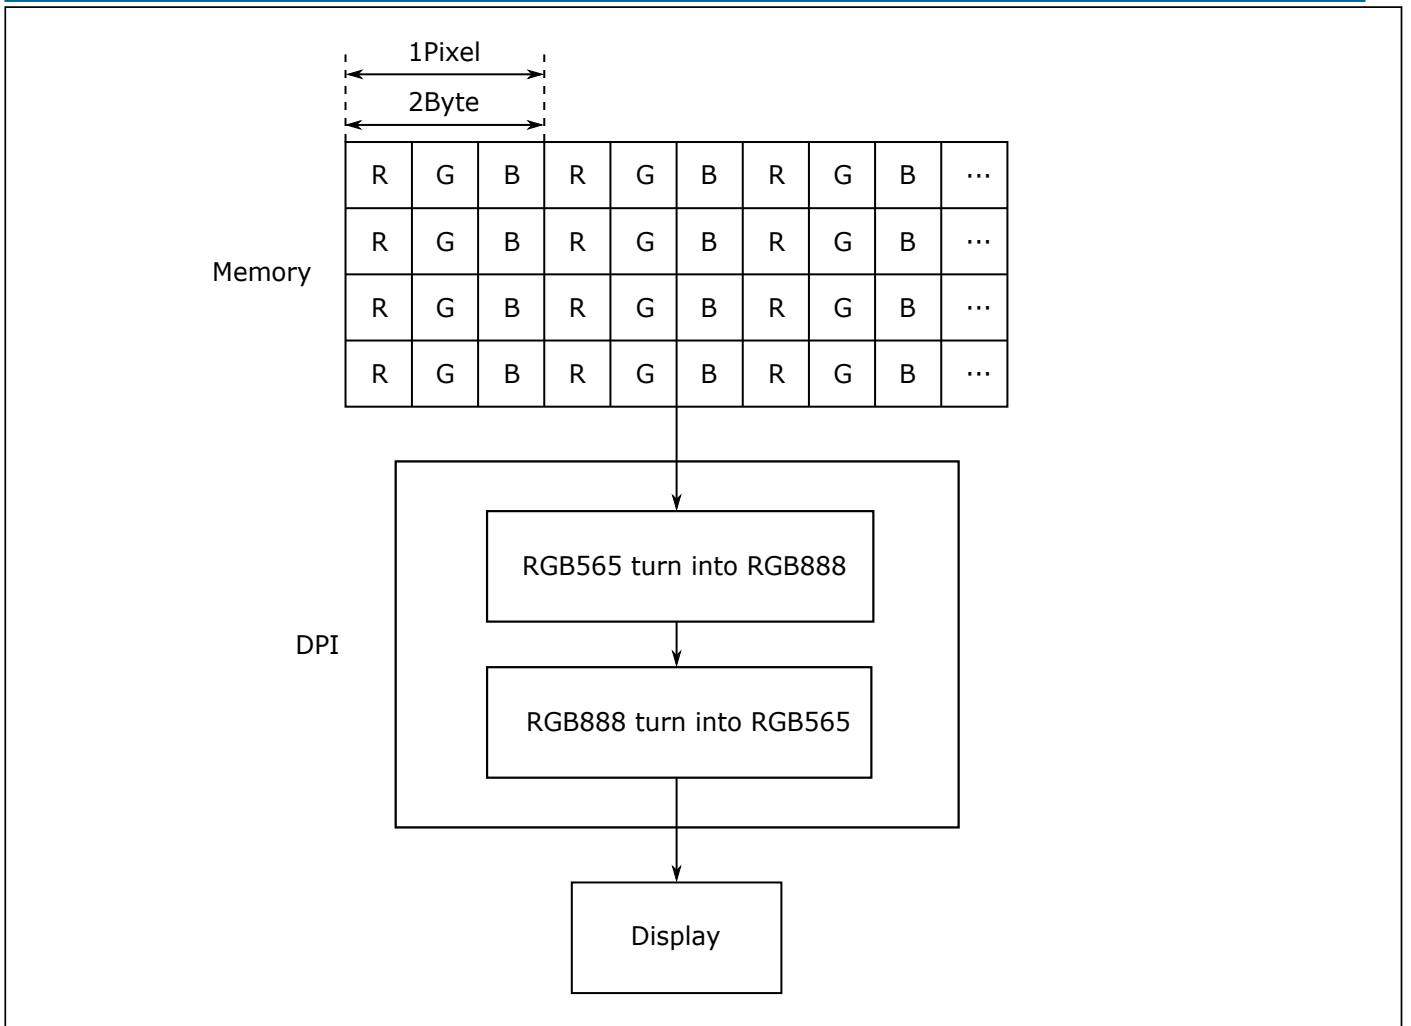 1Pixel
2Byte
R G B R G B R G B ···
R G B R G B R G B ···
Memory
R G B R G B R G B ···
R G B R G B R G B ···
RGB565 turn into RGB888
DPI
RGB888 turn into RGB565
Display